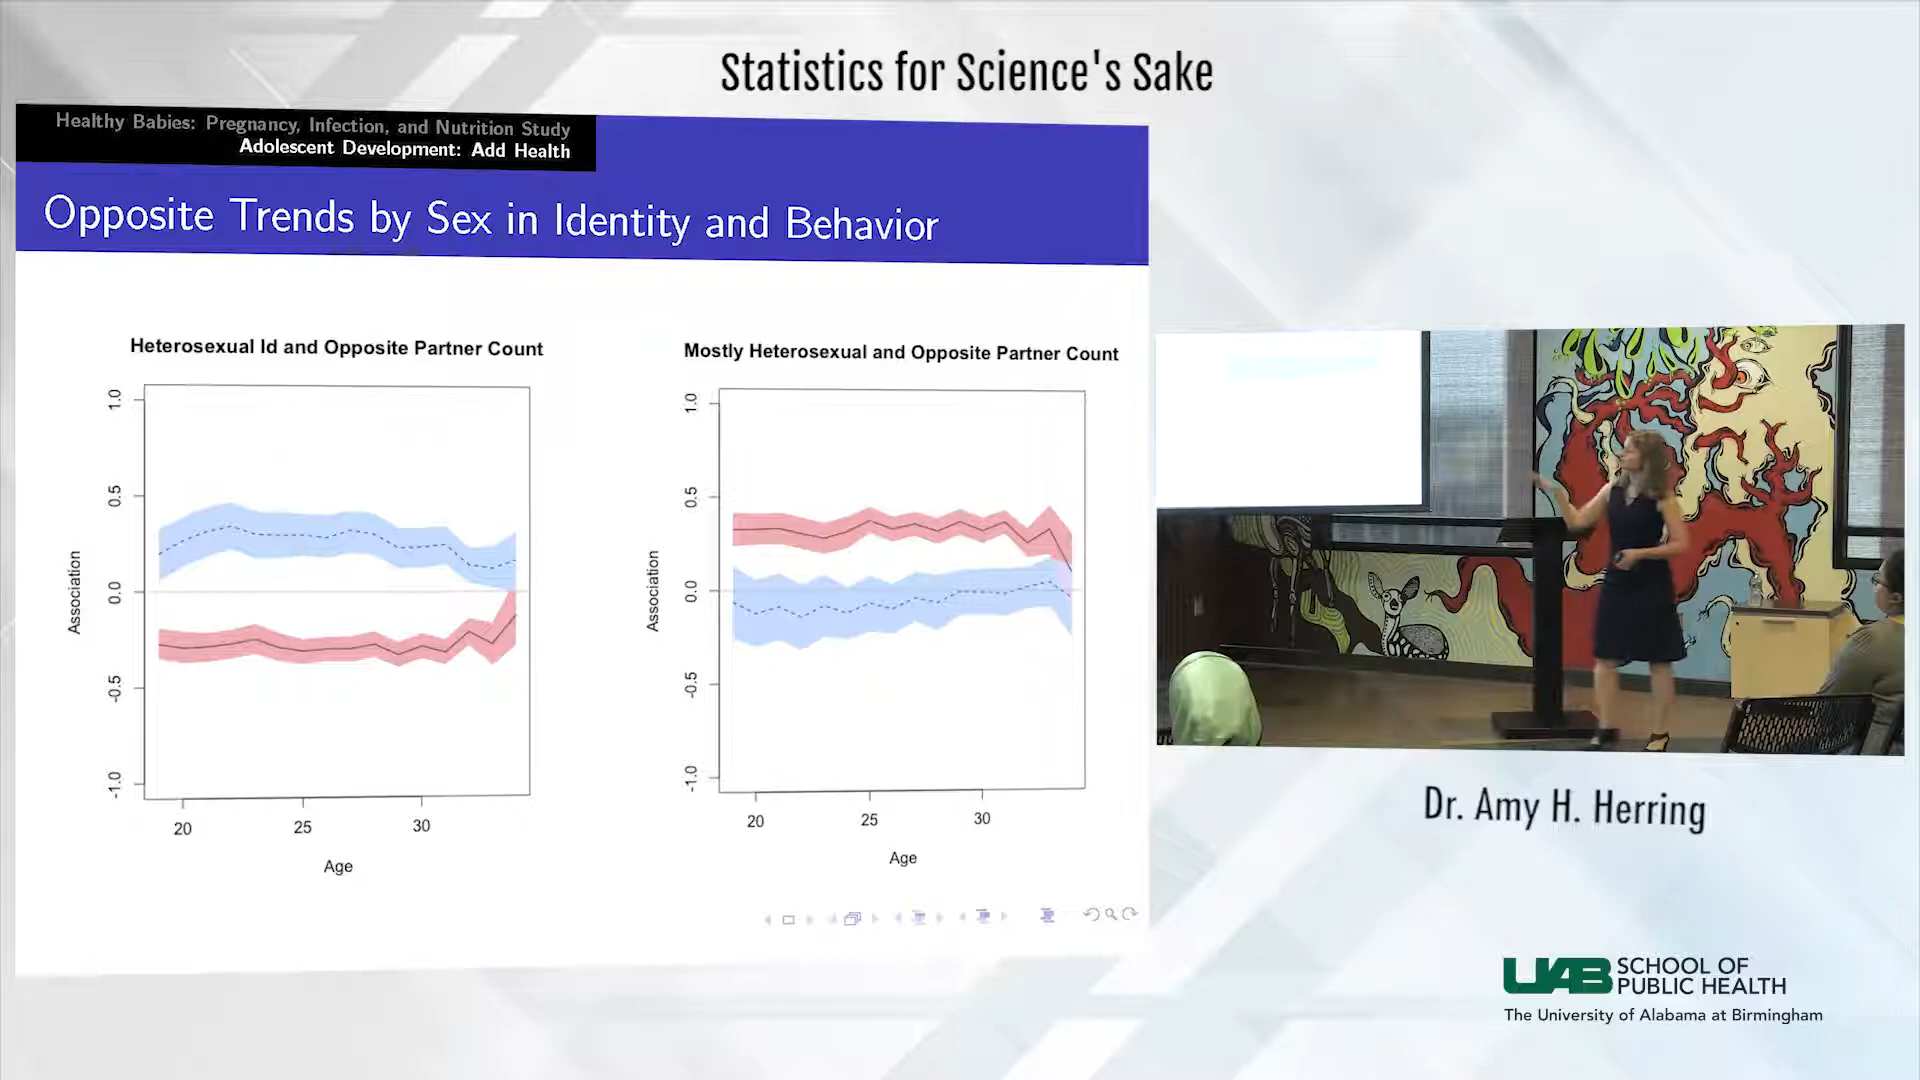 Statistics for Science's Sake
Healthy Babies: Pregnancy, Infection, and Nutrition Study
Adolescent Development: Add Health
Opposite Trends by Sex in Identity and Behavior
Heterosexual Id and Opposite Partner Count
1.0
0.5
0.0
-0.5
-1.0
Association
20 25 30
Age
Mostly Heterosexual and Opposite Partner Count
1.0
0.5
0.0
-0.5
-1.0
Association
20 25 30
Age
Dr. Amy H. Herring
UAB SCHOOL OF
PUBLIC HEALTH
The University of Alabama at Birmingham